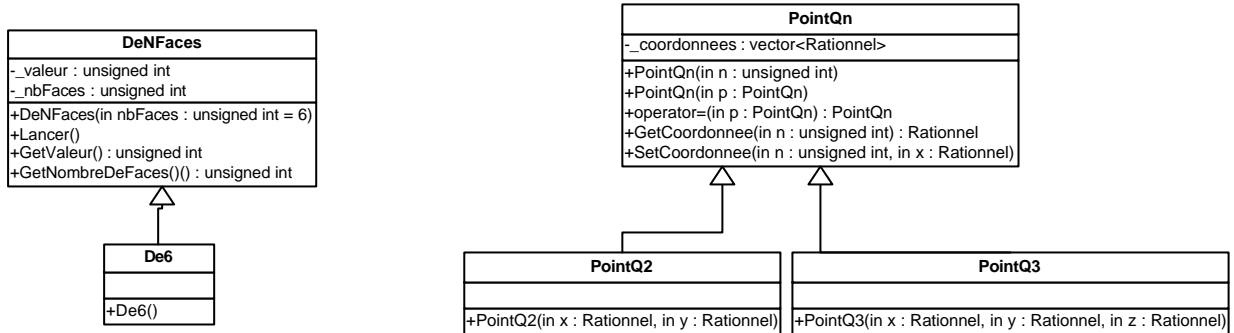 DeNFaces
-_valeur : unsigned int
-_nbFaces : unsigned int
+DeNFaces(in nbFaces : unsigned int = 6)
+Lancer()
+GetValeur() : unsigned int
+GetNombreDeFaces()() : unsigned int
De6
+De6()
PointQn
-_coordonnees : vector<Rationnel>
+PointQn(in n : unsigned int)
+PointQn(in p : PointQn)
+operator=(in p : PointQn) : PointQn
+GetCoordonnee(in n : unsigned int) : Rationnel
+SetCoordonnee(in n : unsigned int, in x : Rationnel)
PointQ2
+PointQ2(in x : Rationnel, in y : Rationnel)
PointQ3
+PointQ3(in x : Rationnel, in y : Rationnel, in z : Rationnel)